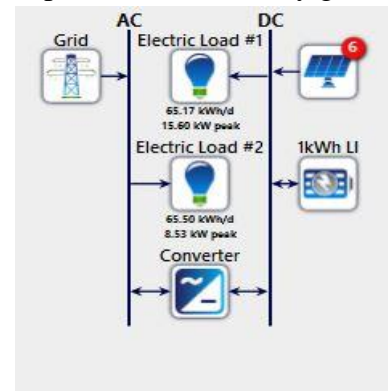 AC DC
Grid Electric Load #1 6
65.17 kWh/d
15.60 kW peak
Electric Load #2 1kWh LI
65.50 kWh/d
8.53 kW peak
Converter